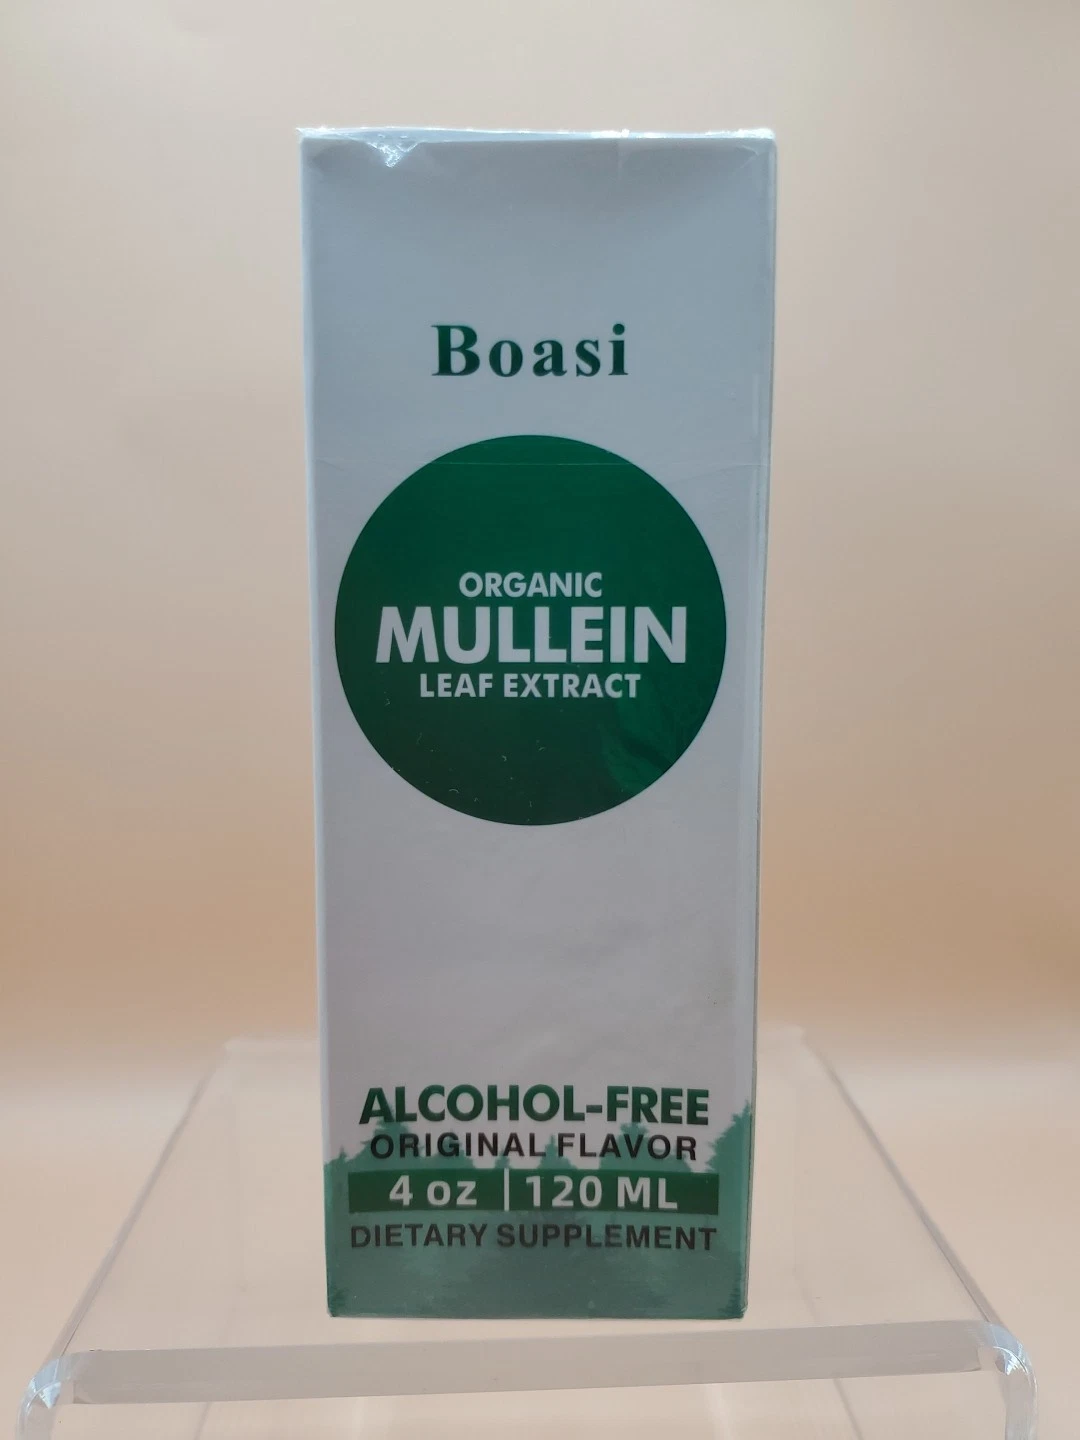 Boasi
ORGANIC
MULLEIN
LEAF EXTRACT
ALCOHOL-FREE
ORIGINAL FLAVOR
4 oz | 120 ML
DIETARY SUPPLEMENT